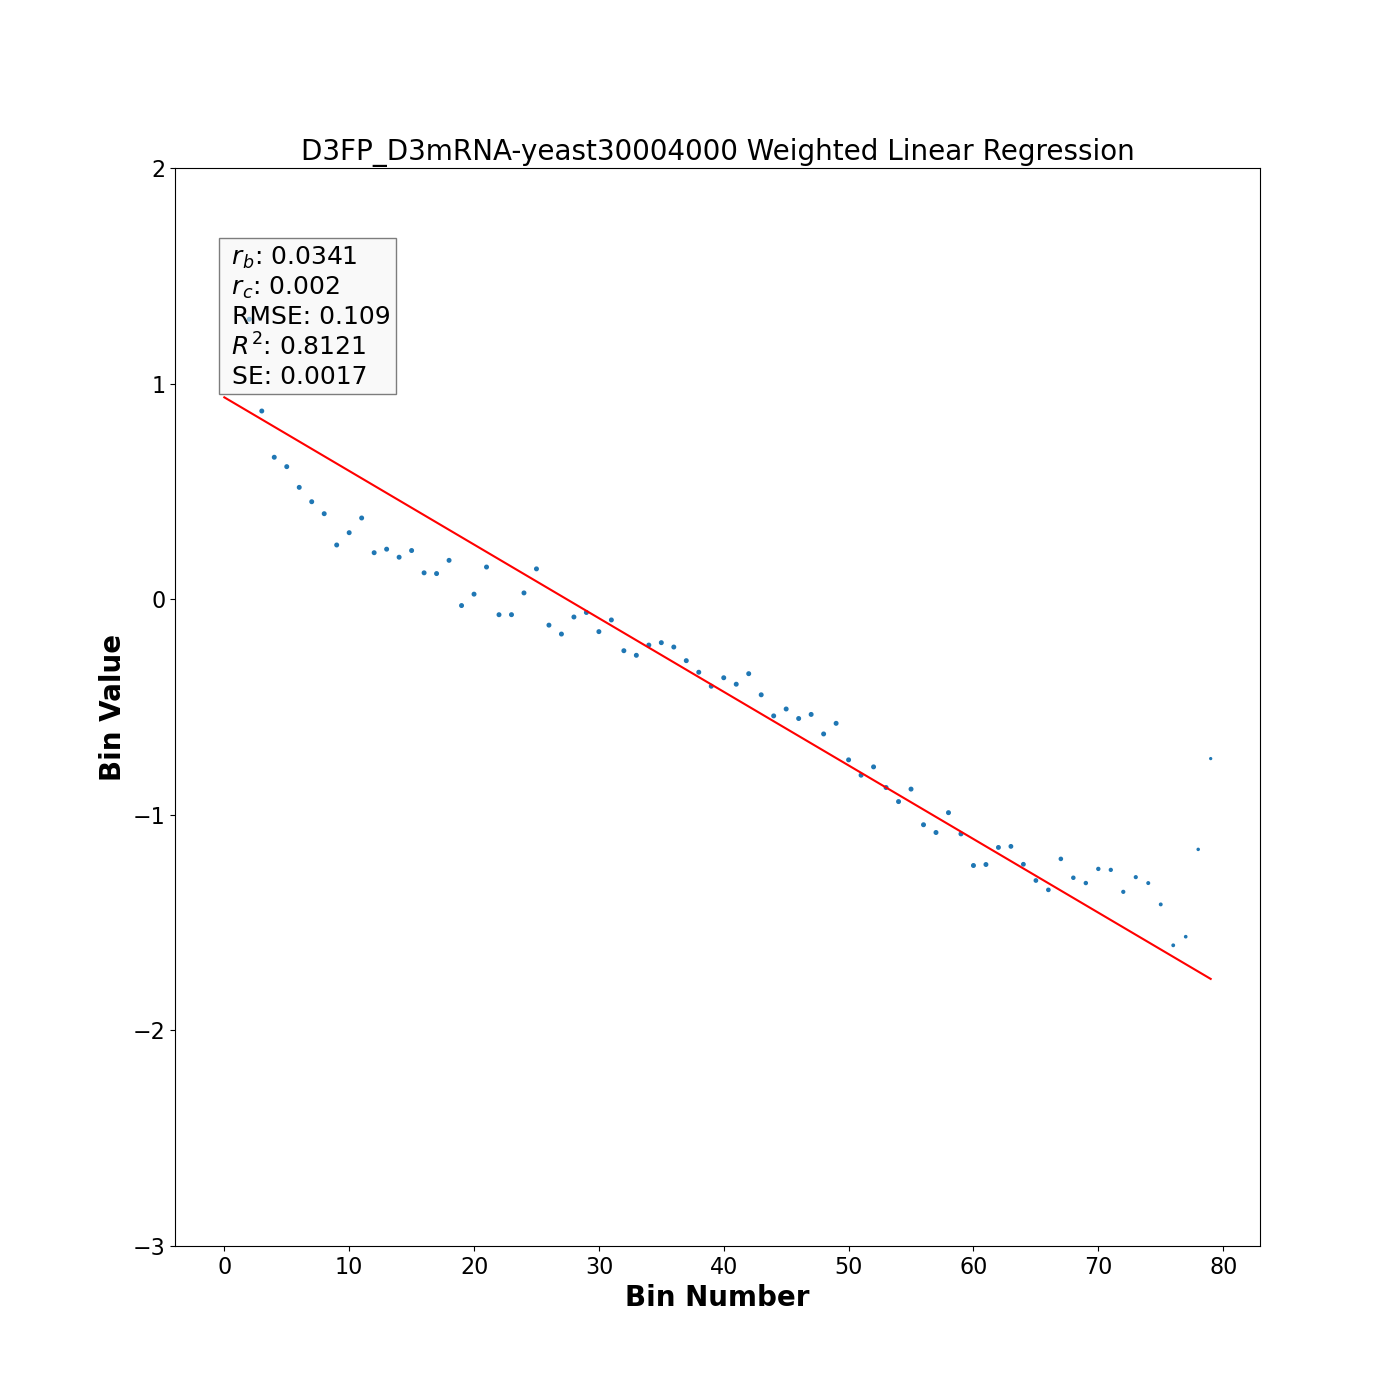 D3FP_D3mRNA-yeast30004000 Weighted Linear Regression
2
r_b: 0.0341
r_c: 0.002
RMSE: 0.109
R²: 0.8121
SE: 0.0017
1
0
Bin Value
−1
−2
−3
0 10 20 30 40 50 60 70 80
Bin Number